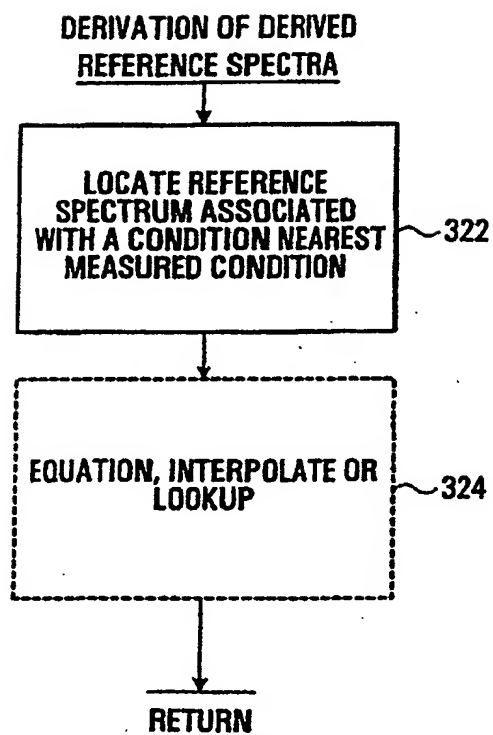 DERIVATION OF DERIVED
REFERENCE SPECTRA
LOCATE REFERENCE
SPECTRUM ASSOCIATED
WITH A CONDITION NEAREST
MEASURED CONDITION
322
EQUATION, INTERPOLATE OR
LOOKUP
324
RETURN